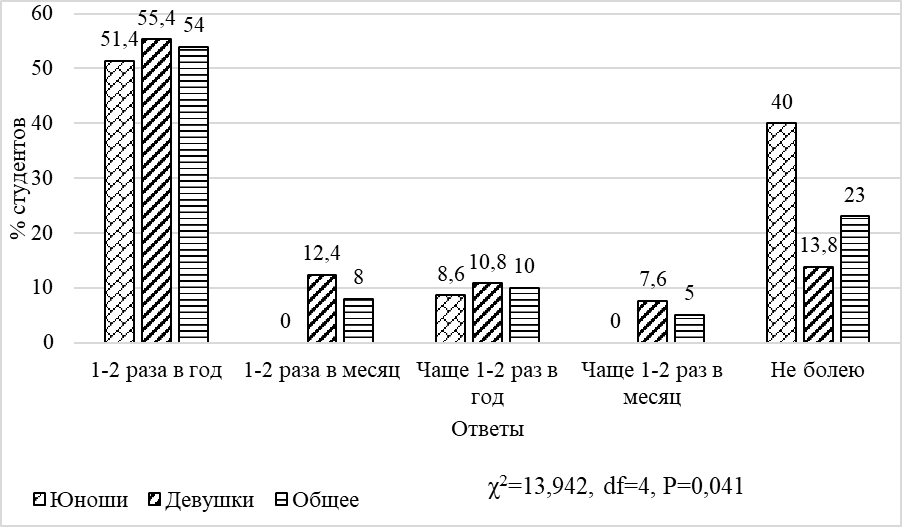 60
50
40
30
20
10
0
% студентов
51,4
55,4
54
0
12,4
8
8,6
10,8
10
0
7,6
5
40
13,8
23
1-2 раза в год
1-2 раза в месяц
Чаще 1-2 раз в
год
Чаще 1-2 раз в
месяц
Не болею
Ответы
Юноши
Девушки
Общее
χ²=13,942, df=4, P=0,041